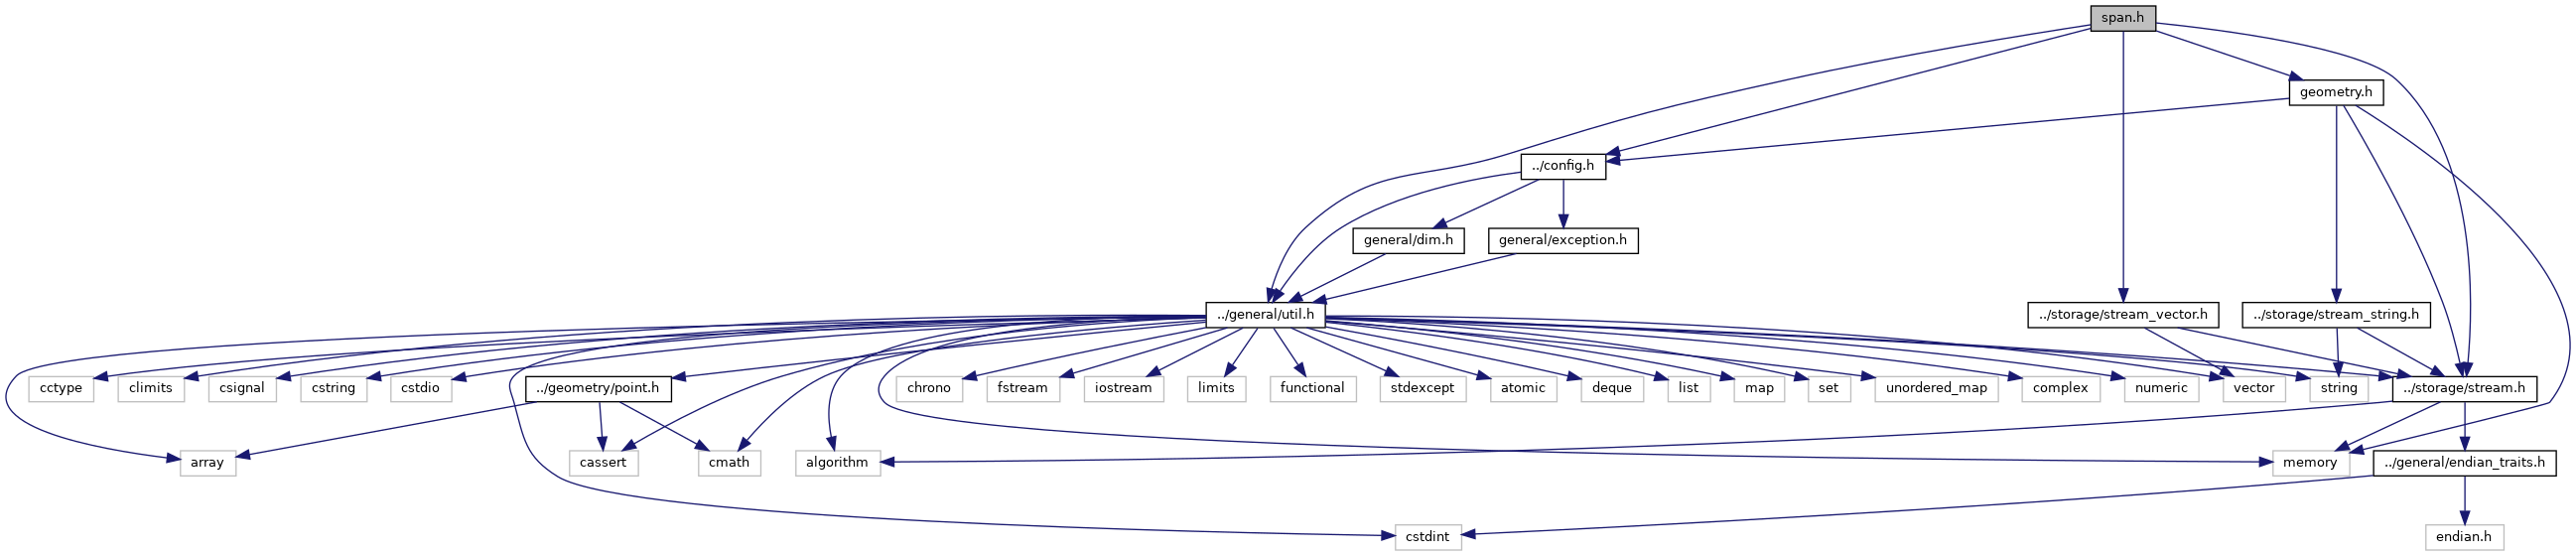 span.h
geometry.h
../config.h
general/dim.h
general/exception.h
../general/util.h
../storage/stream_vector.h
../storage/stream_string.h
cctype
climits
csignal
cstring
cstdio
../geometry/point.h
chrono
fstream
iostream
limits
functional
stdexcept
atomic
deque
list
map
set
unordered_map
complex
numeric
vector
string
../storage/stream.h
array
cassert
cmath
algorithm
memory
../general/endian_traits.h
cstdint
endian.h